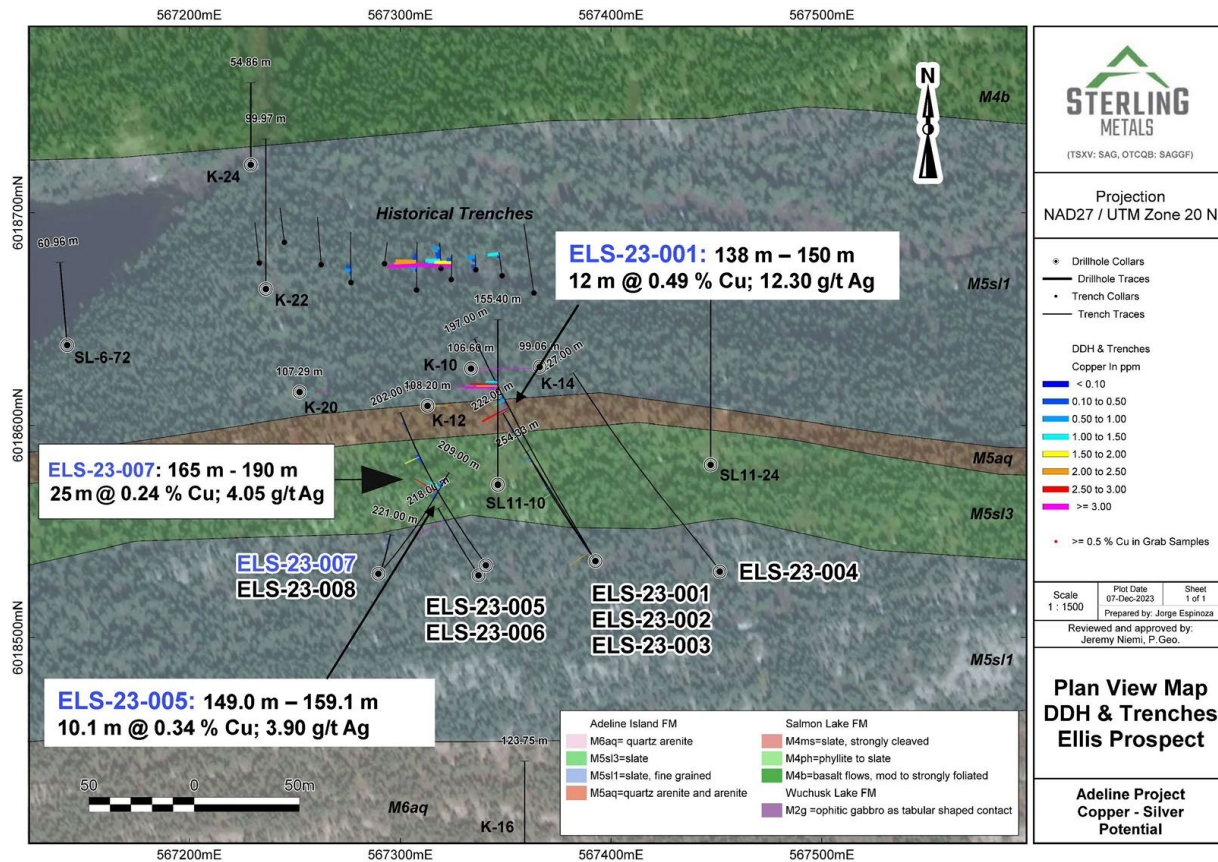 567200mE
567300mE
567400mE
567500mE
54.86 m
M4b
99.97 m
K-24
6018700mN
Historical Trenches
60.96 m
ELS-23-001: 138 m – 150 m
12 m @ 0.49 % Cu; 12.30 g/t Ag
M5sl1
K-22
155.40 m
197.00 m
SL-6-72
106.60 m
99.06 m
K-10
227.00 m
K-14
107.29 m
202.00 m
108.20 m
222.00 m
K-20
K-12
6018600mN
254.33 m
M5aq
209.00 m
ELS-23-007: 165 m - 190 m
25 m @ 0.24 % Cu; 4.05 g/t Ag
SL11-24
218.00 m
SL11-10
221.00 m
M5sl3
ELS-23-007
ELS-23-008
ELS-23-005
ELS-23-006
ELS-23-001
ELS-23-002
ELS-23-003
ELS-23-004
6018500mN
M5sl1
ELS-23-005: 149.0 m – 159.1 m
10.1 m @ 0.34 % Cu; 3.90 g/t Ag
123.75 m
50 0 50m
M6aq
K-16
Adeline Island FM
M6aq= quartz arenite
M5sl3=slate
M5sl1=slate, fine grained
M5aq=quartz arenite and arenite
Salmon Lake FM
M4ms=slate, strongly cleaved
M4ph=phyllite to slate
M4b=basalt flows, mod to strongly foliated
Wuchusk Lake FM
M2g=ophitic gabbro as tabular shaped contact
567200mE
567300mE
567400mE
567500mE
N
STERLING
METALS
(TSXV: SAG, OTCQB: SAGGF)
Projection
NAD27 / UTM Zone 20 N
Drillhole Collars
Drillhole Traces
Trench Collars
Trench Traces
DDH & Trenches
Copper In ppm
< 0.10
0.10 to 0.50
0.50 to 1.00
1.00 to 1.50
1.50 to 2.00
2.00 to 2.50
2.50 to 3.00
>= 3.00
>= 0.5 % Cu in Grab Samples
Scale
1 : 1500
Plot Date
07-Dec-2023
Sheet
1 of 1
Prepared by: Jorge Espinoza
Reviewed and approved by:
Jeremy Niemi, P.Geo.
Plan View Map
DDH & Trenches
Ellis Prospect
Adeline Project
Copper - Silver
Potential